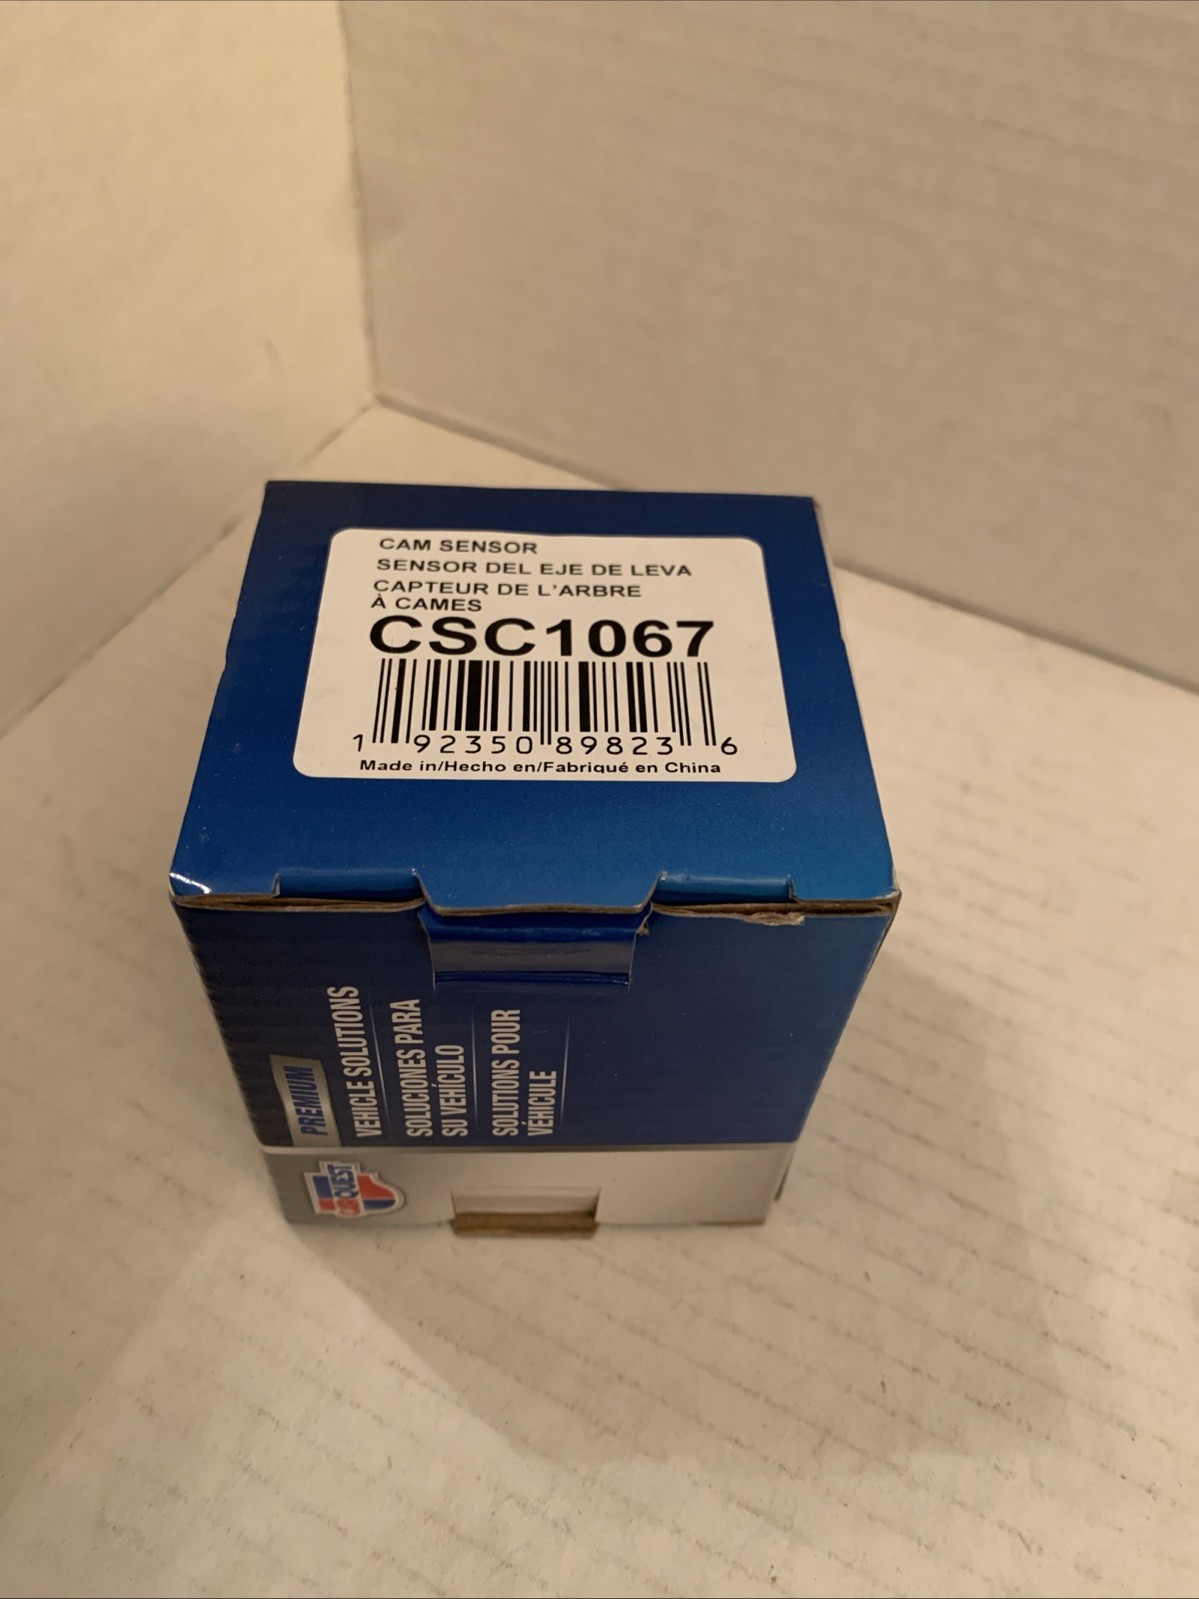 CAM SENSOR
SENSOR DEL EJE DE LEVA
CAPTEUR DE L'ARBRE
À CAMES
CSC1067
1 92350 89823 6
Made in/Hecho en/Fabriqué en China
PREMIUM
VEHICLE SOLUTIONS
SOLUCIONES PARA
SU VEHÍCULO
SOLUTIONS POUR
VÉHICULE
CARQUEST